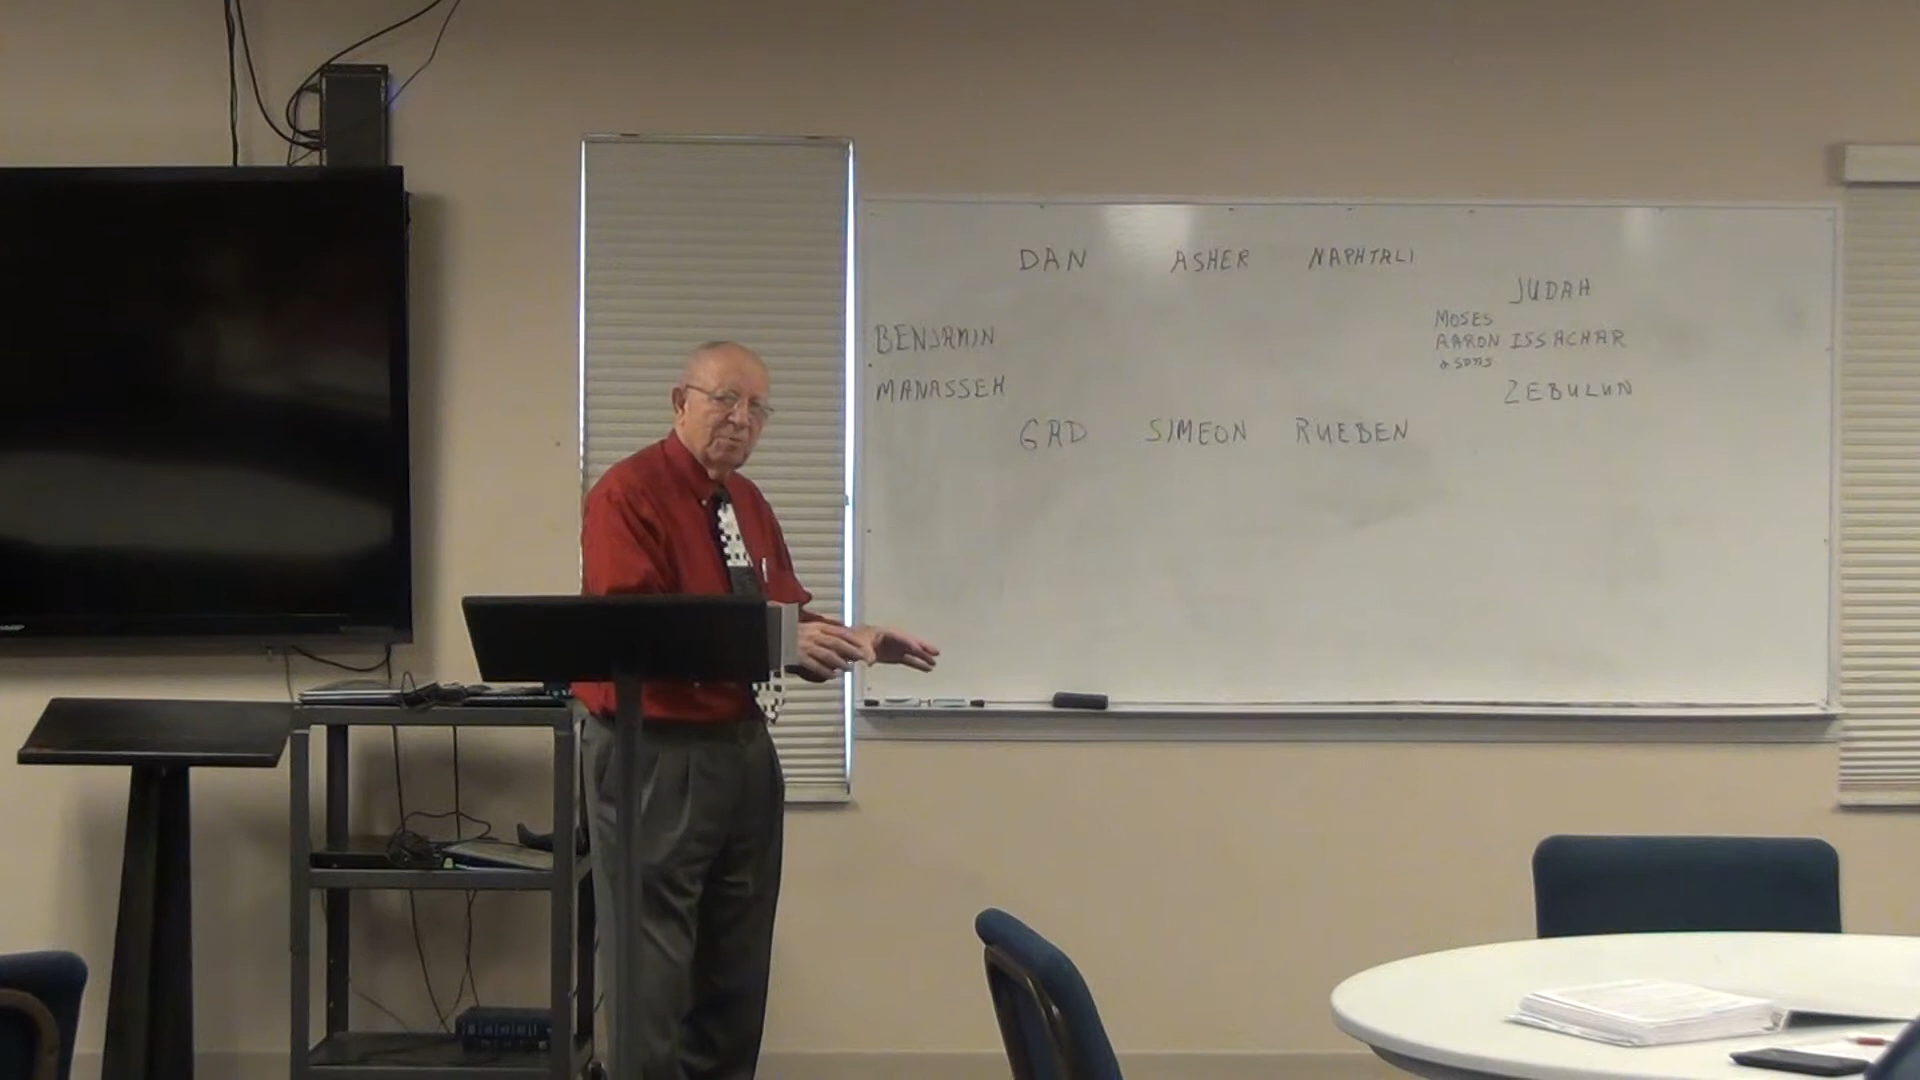 DAN ASHER NAPHTALI
JUDAH
MOSES
BENJAMIN AARON ISSACHAR
& SONS
MANASSEH ZEBULUN
GAD SIMEON RUEBEN